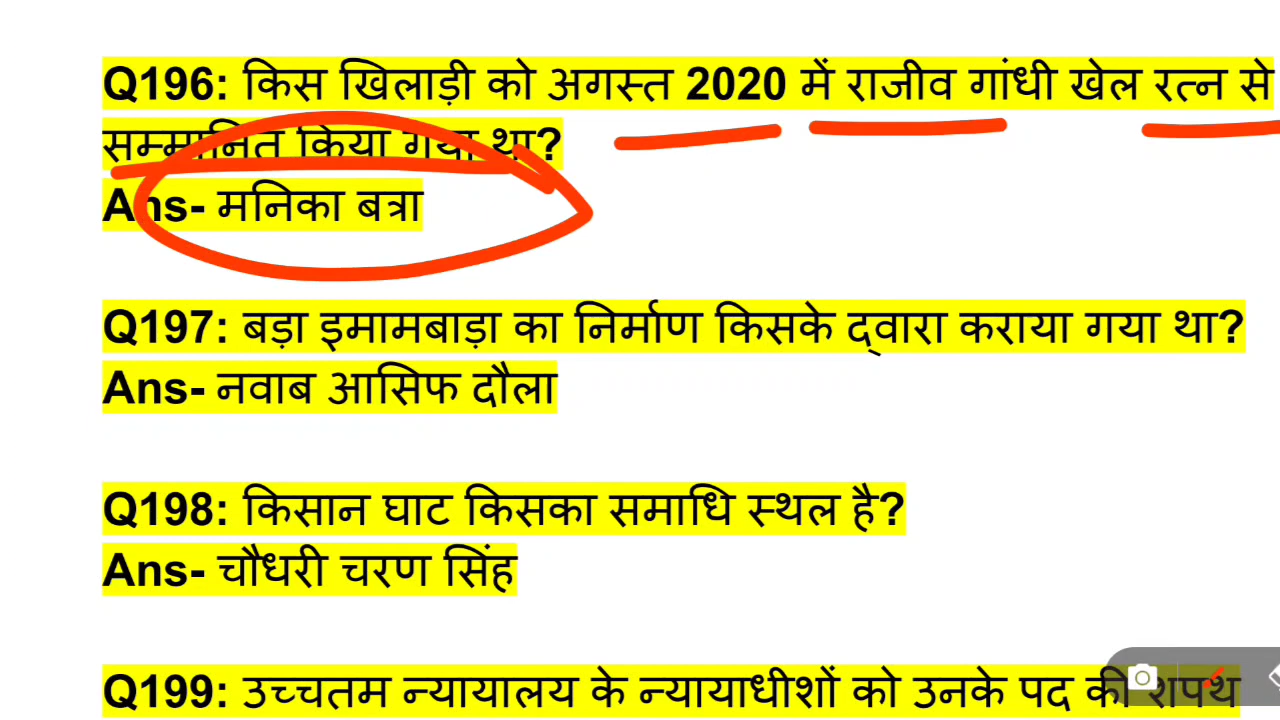 Q196: किस खिलाड़ी को अगस्त 2020 में राजीव गांधी खेल रत्न से
सम्मानित किया गया था?
Ans- मनिका बत्रा
Q197: बड़ा इमामबाड़ा का निर्माण किसके द्वारा कराया गया था?
Ans- नवाब आसिफ दौला
Q198: किसान घाट किसका समाधि स्थल है?
Ans- चौधरी चरण सिंह
Q199: उच्चतम न्यायालय के न्यायाधीशों को उनके पद की शपथ